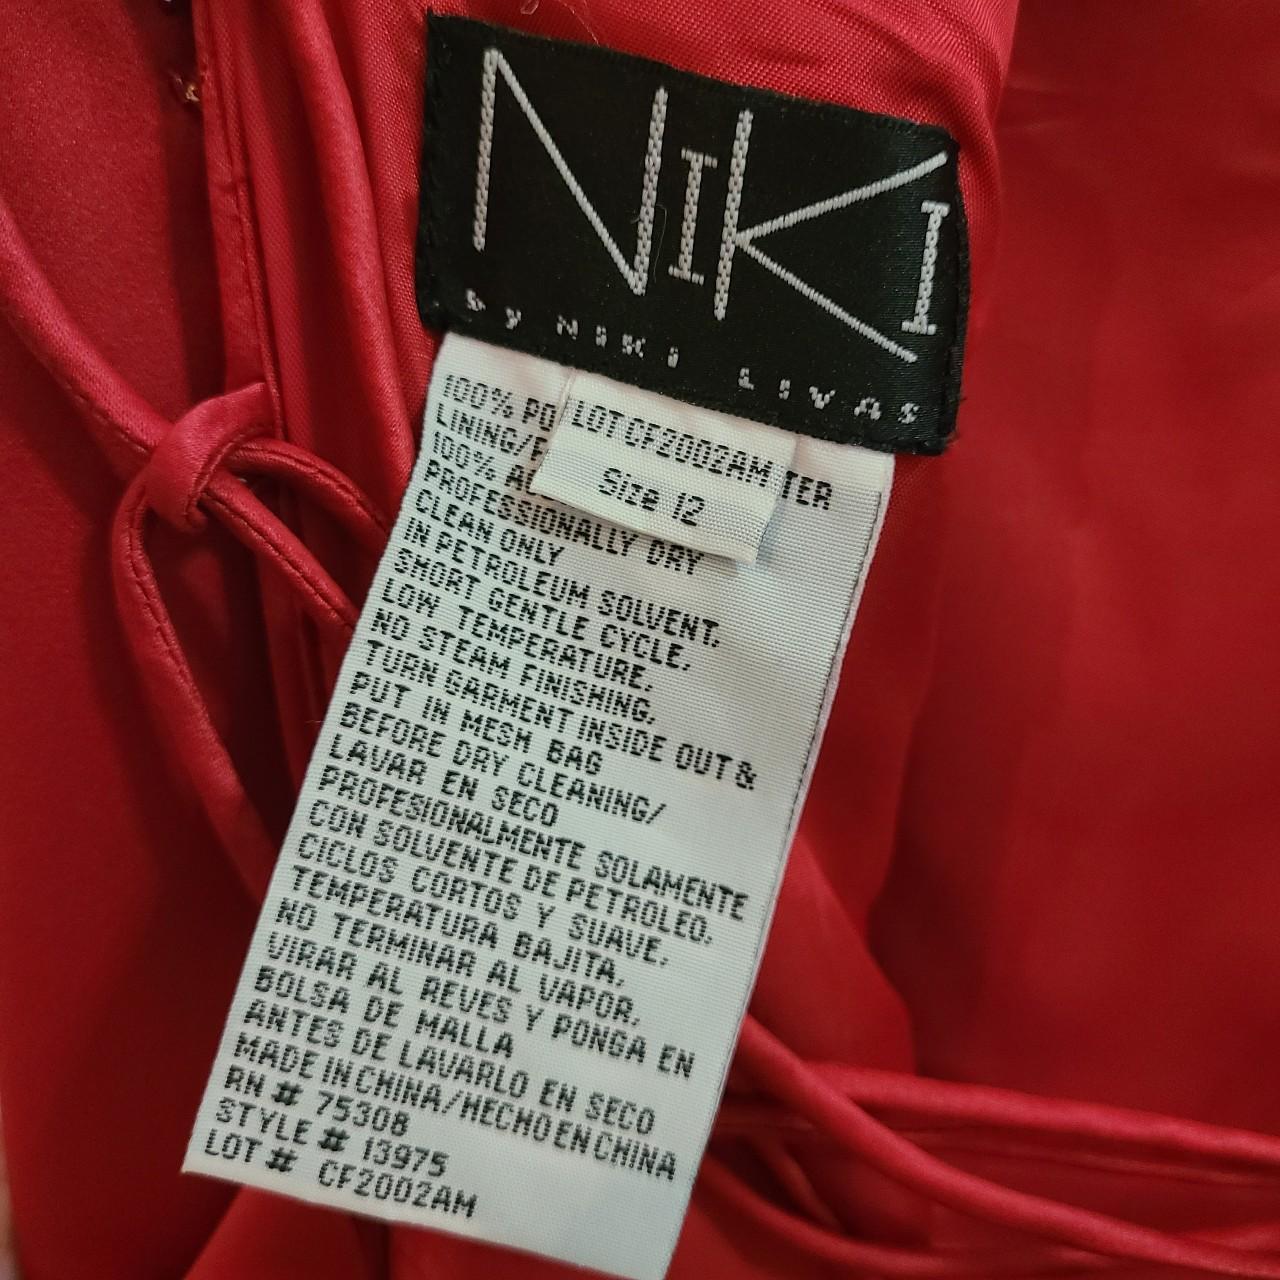 NIKI
by NIKI LIVAS
LOT CF2002AM
Size 12
100% PO TER
LINING/F
100% AC
PROFESSIONALLY DRY
CLEAN ONLY
IN PETROLEUM SOLVENT,
SHORT GENTLE CYCLE,
LOW TEMPERATURE.
NO STEAM FINISHING,
TURN GARMENT INSIDE OUT &
PUT IN MESH BAG
BEFORE DRY CLEANING/
LAVAR EN SECO
PROFESIONALMENTE SOLAMENTE
CON SOLVENTE DE PETROLEO,
CICLOS CORTOS Y SUAVE,
TEMPERATURA BAJITA,
NO TERMINAR AL VAPOR,
VIRAR AL REVES Y PONGA EN
BOLSA DE MALLA
ANTES DE LAVARLO EN SECO
MADE IN CHINA/HECHO EN CHINA
RN # 75308
STYLE # 13975
LOT # CF2002AM